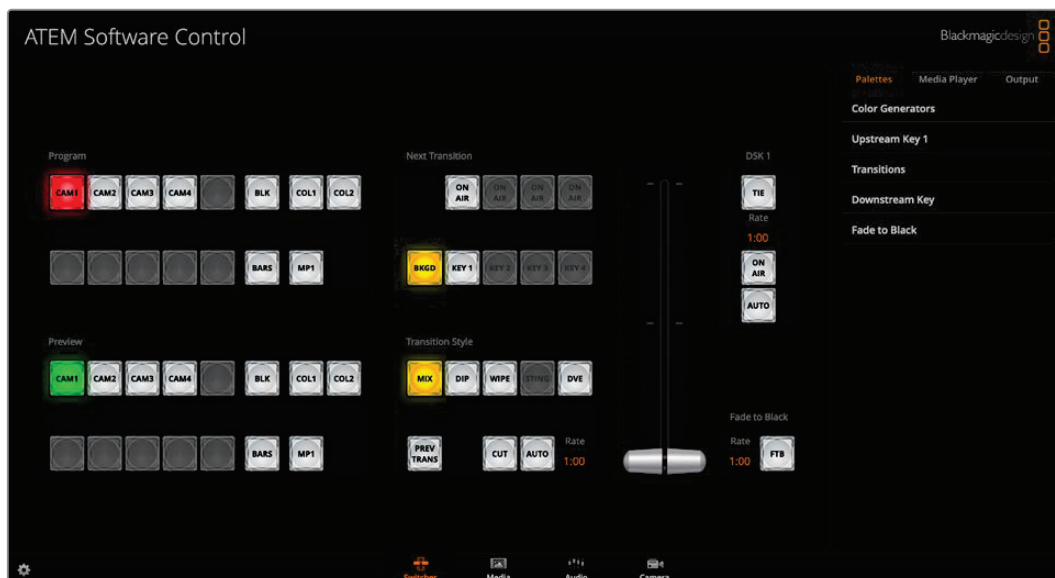 ATEM Software Control
Blackmagicdesign
Palettes Media Player Output
Color Generators
Upstream Key 1
Transitions
Downstream Key
Fade to Black
Program
CAM1 CAM2 CAM3 CAM4 BLK COL1 COL2
BARS MP1
Next Transition
ON AIR ON AIR ON AIR ON AIR
BKGD KEY 1 KEY 2 KEY 3 KEY 4
DSK 1
TIE
Rate
1:00
ON AIR
AUTO
Preview
CAM1 CAM2 CAM3 CAM4 BLK COL1 COL2
BARS MP1
Transition Style
MIX DIP WIPE STING DVE
PREV TRANS CUT AUTO
Rate
1:00
Fade to Black
Rate
1:00
FTB
Switcher Media Audio Camera